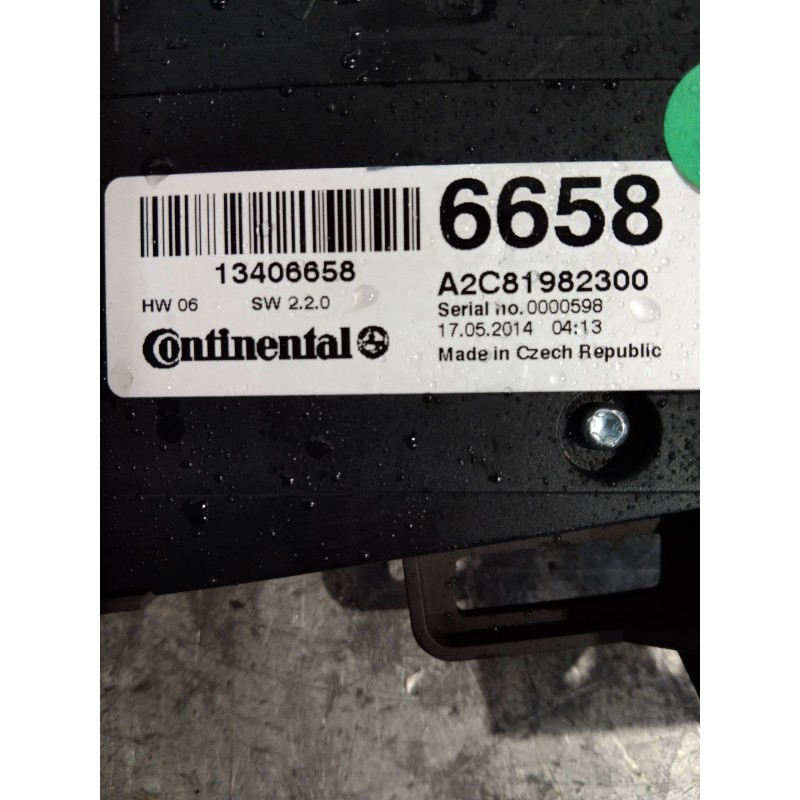 6658
13406658
A2C81982300
HW 06 SW 2.2.0
Serial no. 0000598
17.05.2014 04:13
Continental
Made in Czech Republic